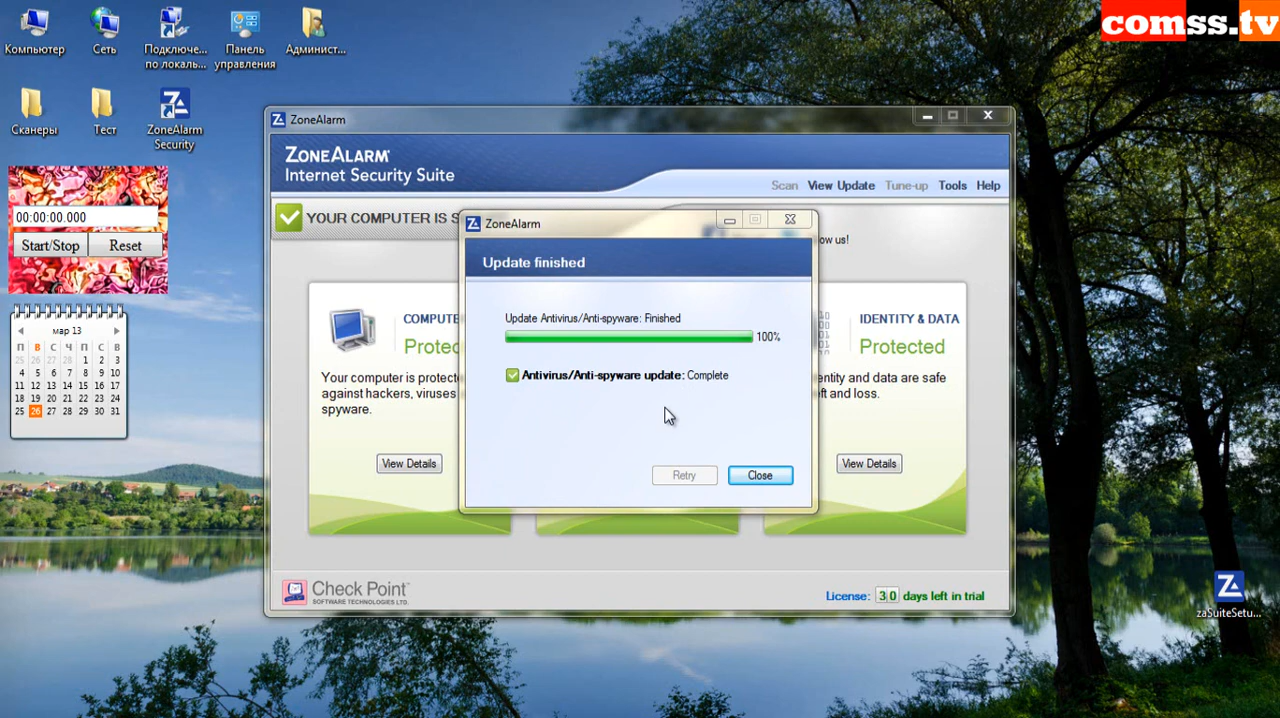 comss.tv
Компьютер
Сеть
Подключе...
по локаль...
Панель
управления
Админист...
Сканеры
Тест
ZoneAlarm
Security
00:00:00.000
Start/Stop
Reset
мар 13
П В С Ч П С В
25 26 27 28 1 2 3
4 5 6 7 8 9 10
11 12 13 14 15 16 17
18 19 20 21 22 23 24
25 26 27 28 29 30 31
ZoneAlarm
ZONEALARM
Internet Security Suite
Scan View Update Tune-up Tools Help
YOUR COMPUTER IS S
ow us!
ZoneAlarm
Update finished
Update Antivirus/Anti-spyware: Finished
100%
Antivirus/Anti-spyware update: Complete
Retry
Close
COMPUTE
Protec
Your computer is protecte
against hackers, viruses
spyware.
View Details
IDENTITY & DATA
Protected
entity and data are safe
ft and loss.
View Details
Check Point
SOFTWARE TECHNOLOGIES LTD.
License: 30 days left in trial
zaSuiteSetu...